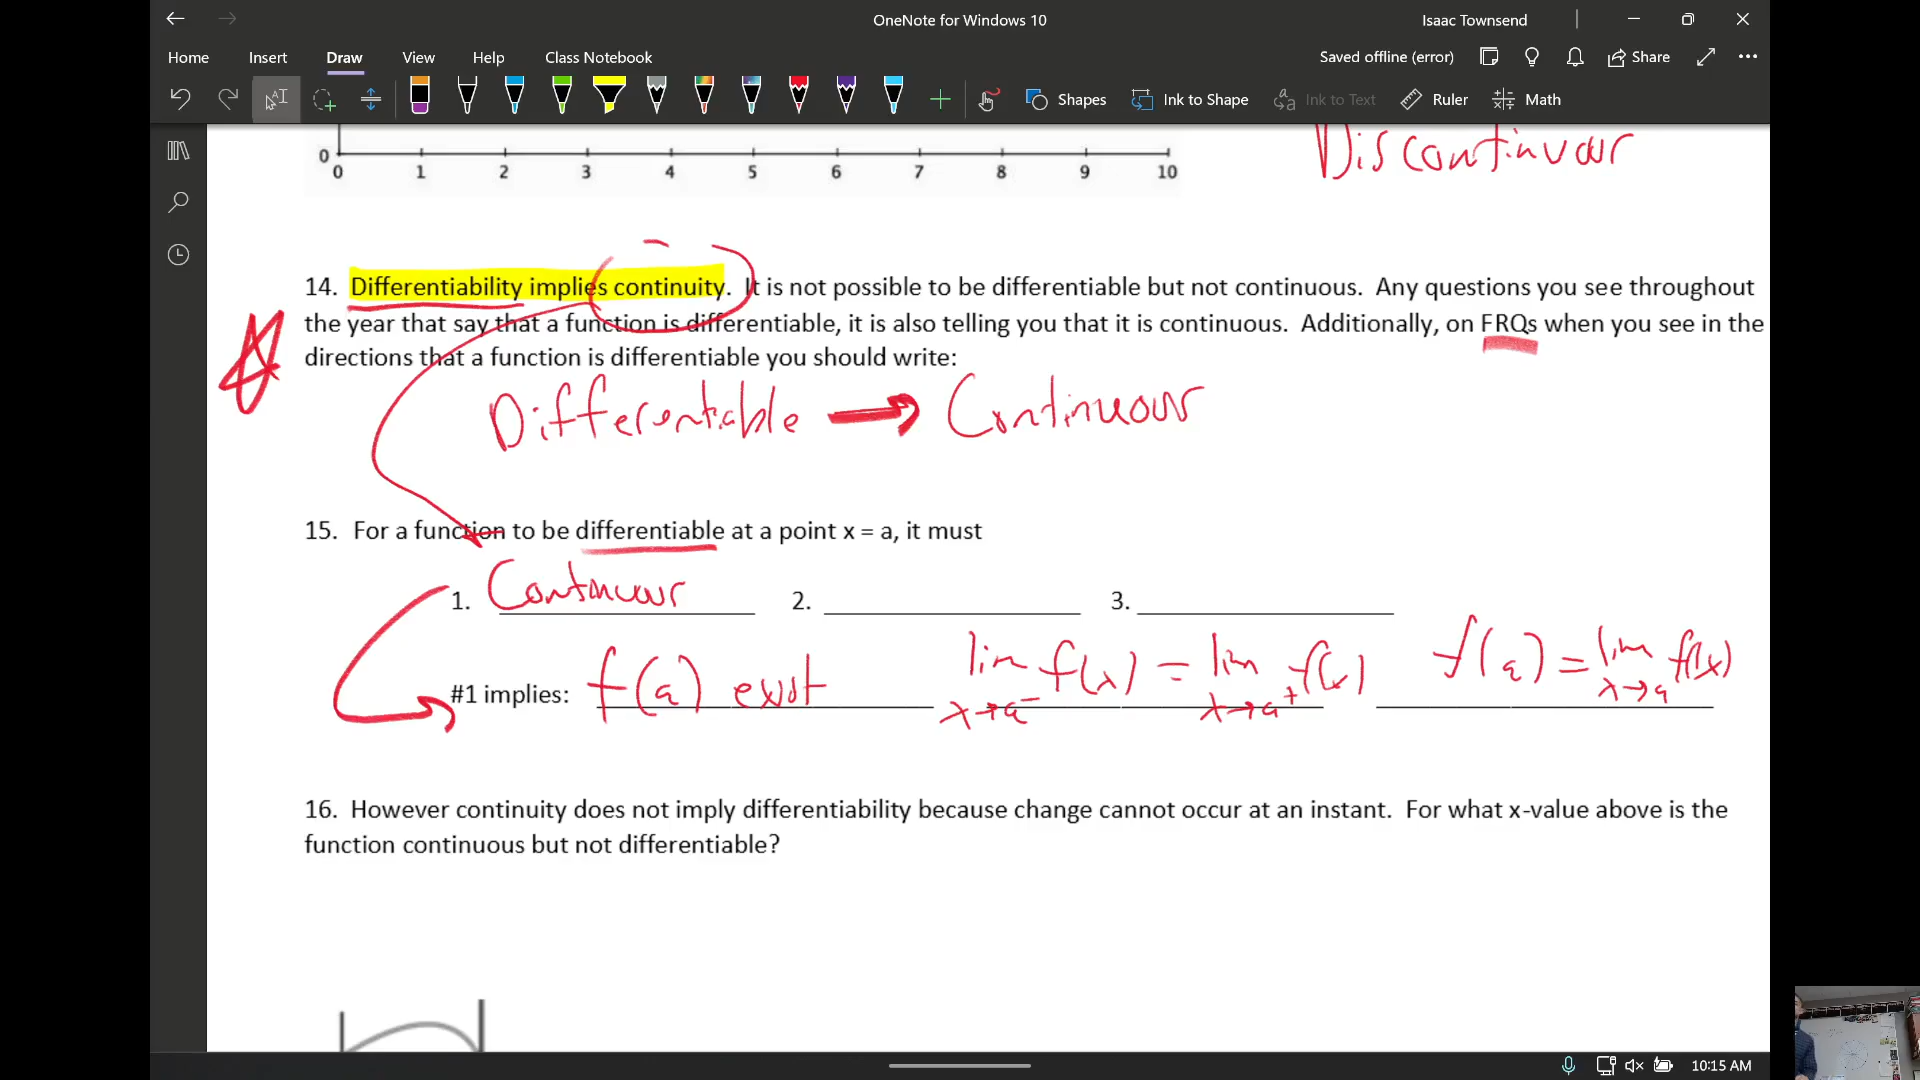 OneNote for Windows 10
Isaac Townsend
Home Insert Draw View Help Class Notebook
Saved offline (error) Share
Shapes Ink to Shape Ink to Text Ruler Math
Discontinuous
0
0 1 2 3 4 5 6 7 8 9 10
14. Differentiability implies continuity. It is not possible to be differentiable but not continuous. Any questions you see throughout
the year that say that a function is differentiable, it is also telling you that it is continuous. Additionally, on FRQs when you see in the
directions that a function is differentiable you should write:
Differentiable → Continuous
15. For a function to be differentiable at a point x = a, it must
1. Continuous 2. 3.
#1 implies: f(a) exist lim x→a⁻ f(x) = lim x→a⁺ f(x) f(a) = lim x→a f(x)
16. However continuity does not imply differentiability because change cannot occur at an instant. For what x-value above is the
function continuous but not differentiable?
10:15 AM